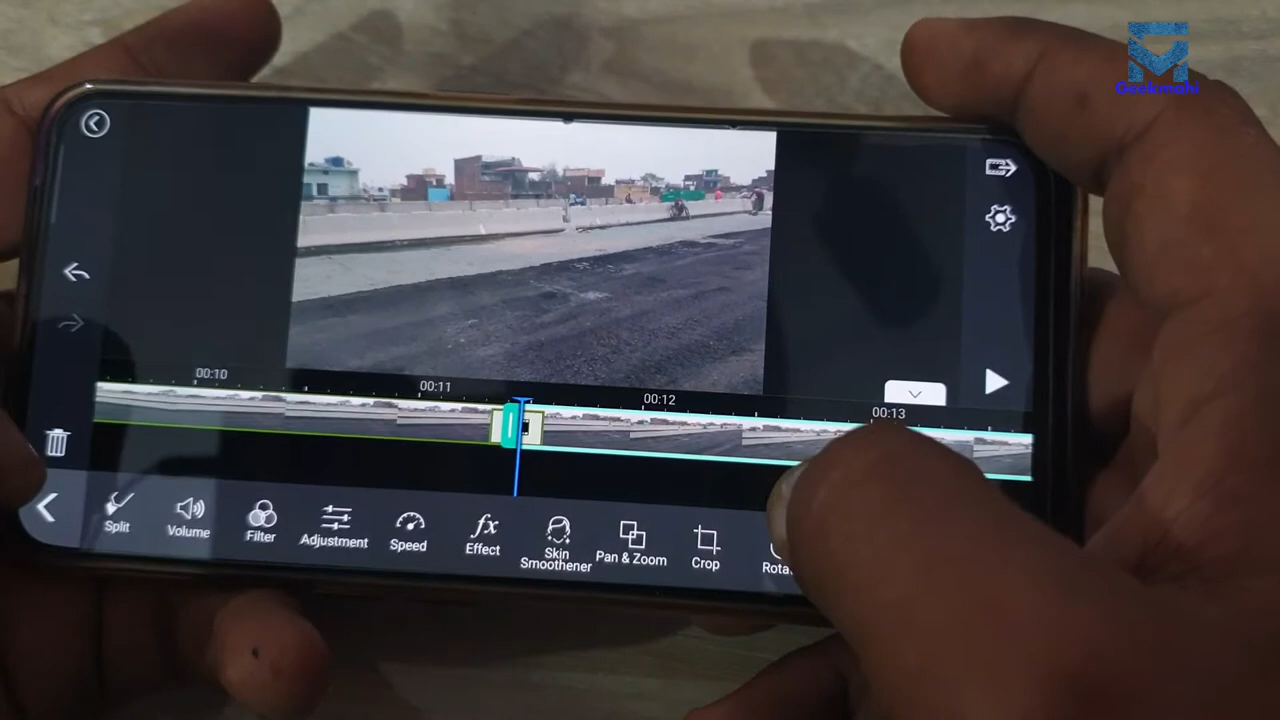 Geekmahi
00:10
00:11
00:12
00:13
Split
Volume
Filter
Adjustment
Speed
fx
Effect
Skin
Smoothener
Pan & Zoom
Crop